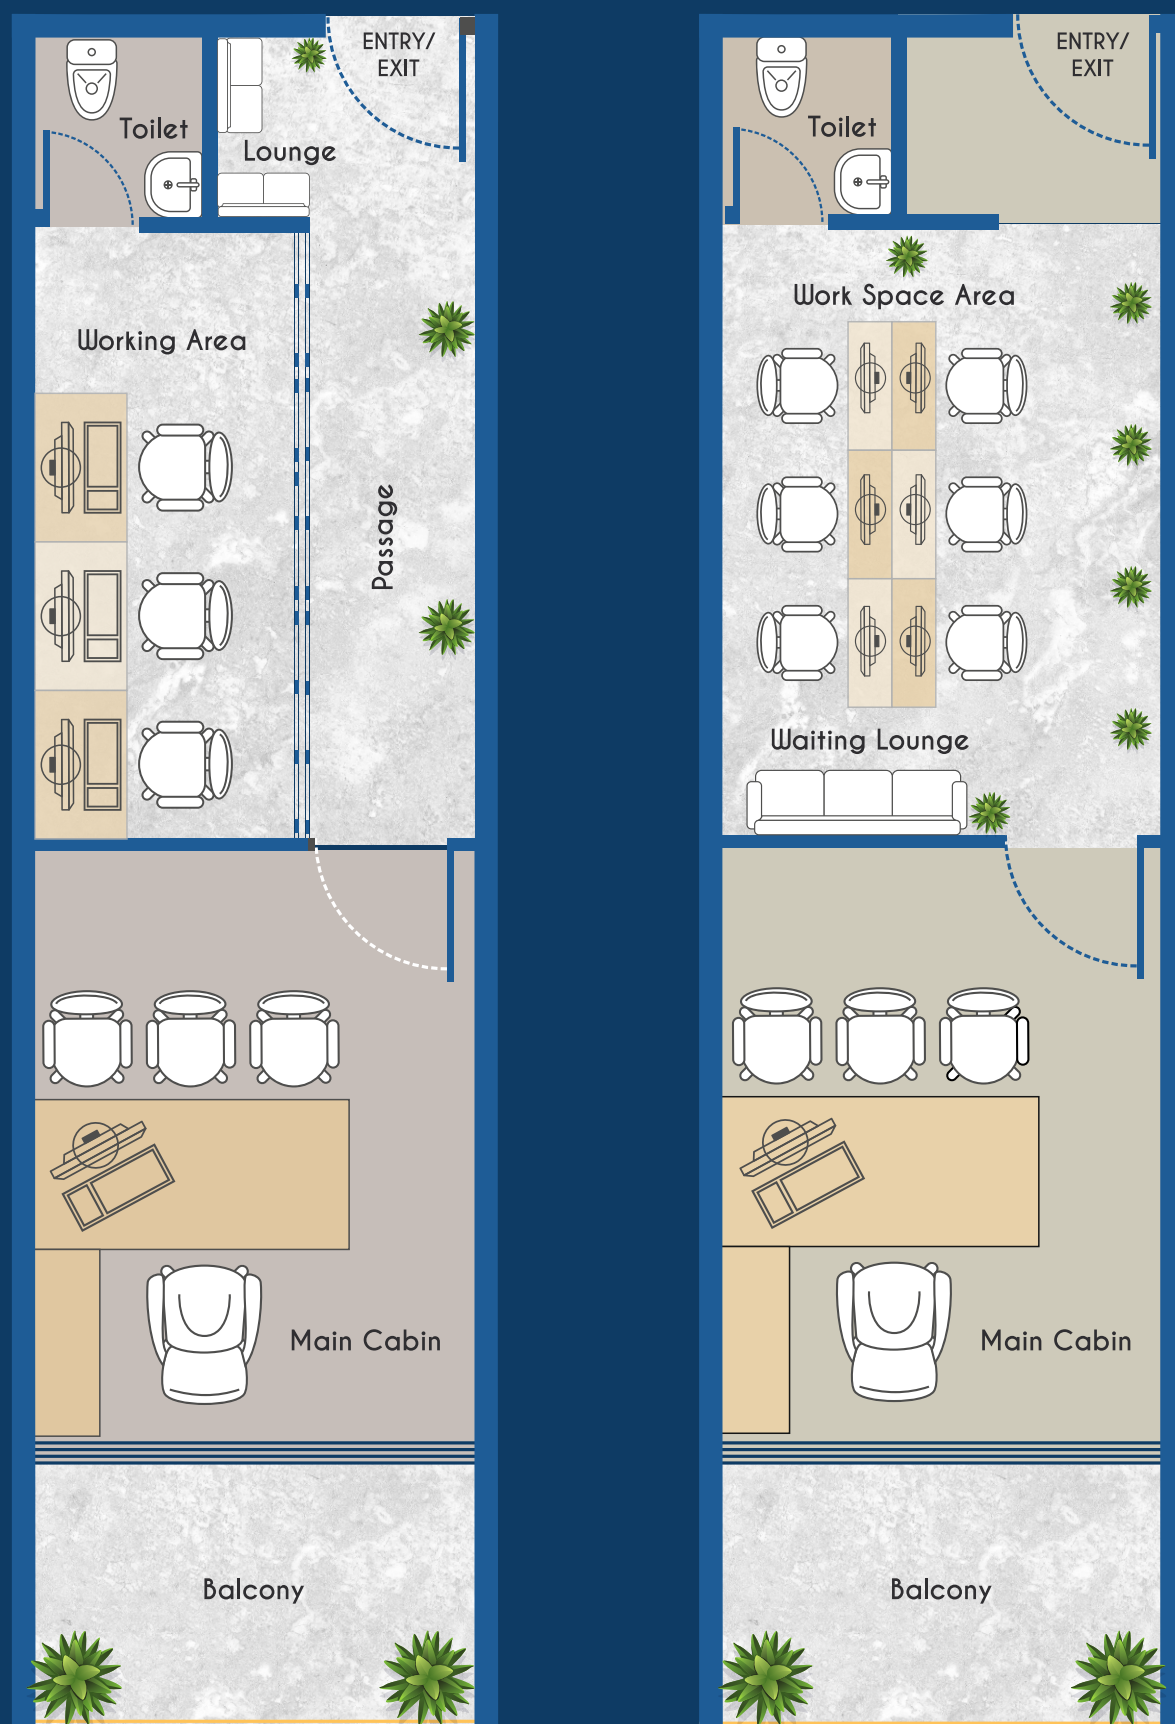 ENTRY/
EXIT
Toilet
Lounge
Working Area
Passage
Main Cabin
Balcony
ENTRY/
EXIT
Toilet
Work Space Area
Waiting Lounge
Main Cabin
Balcony